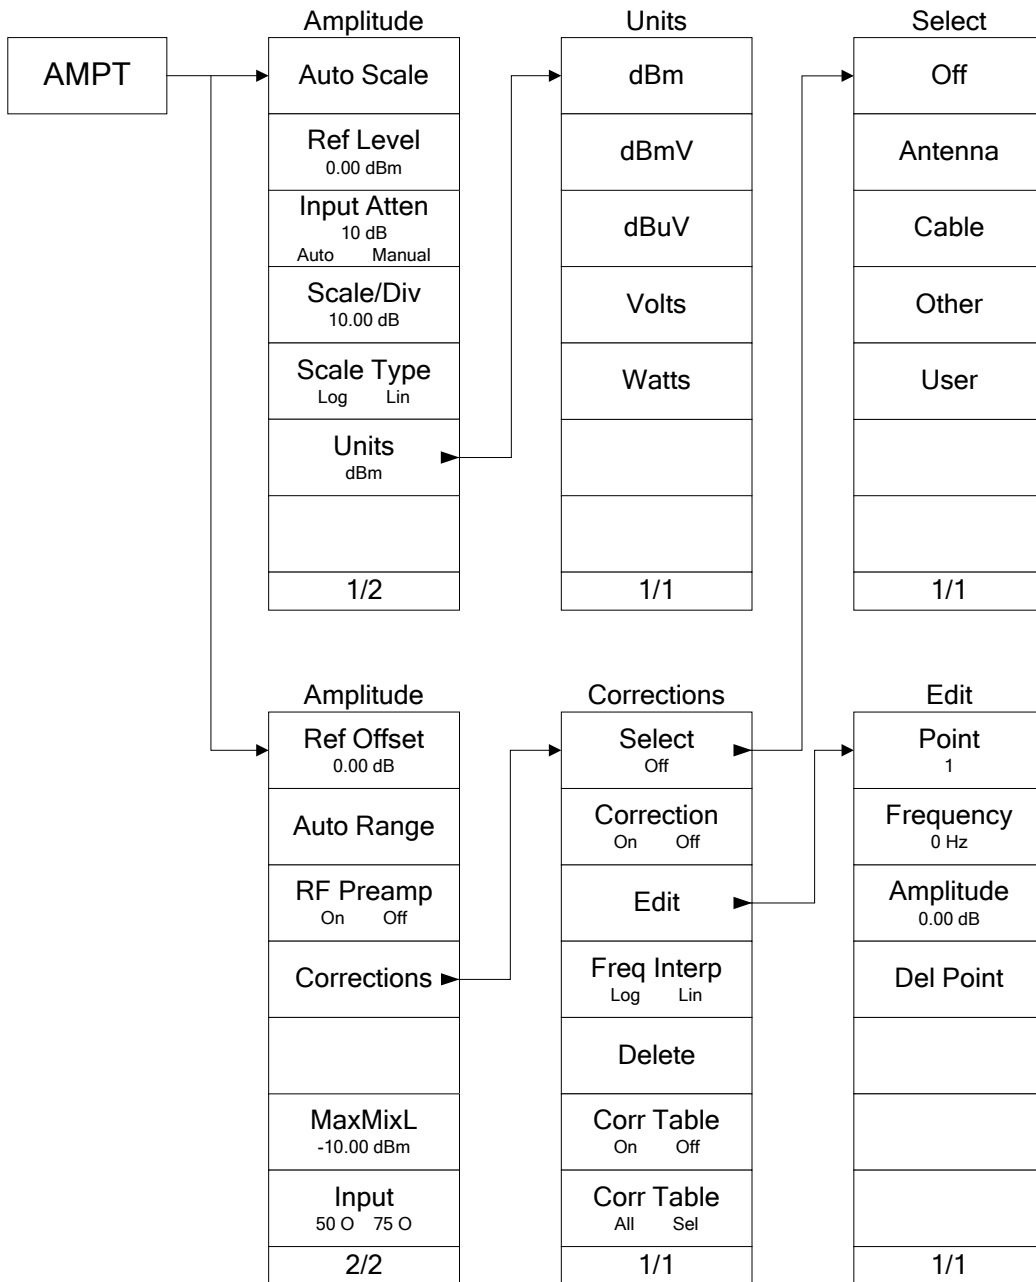 AMPT
Amplitude
Auto Scale
Ref Level
0.00 dBm
Input Atten
10 dB
Auto Manual
Scale/Div
10.00 dB
Scale Type
Log Lin
Units
dBm
1/2
Units
dBm
dBmV
dBuV
Volts
Watts
1/1
Select
Off
Antenna
Cable
Other
User
1/1
Amplitude
Ref Offset
0.00 dB
Auto Range
RF Preamp
On Off
Corrections
MaxMixL
-10.00 dBm
Input
50 O 75 O
2/2
Corrections
Select
Off
Correction
On Off
Edit
Freq Interp
Log Lin
Delete
Corr Table
On Off
Corr Table
All Sel
1/1
Edit
Point
1
Frequency
0 Hz
Amplitude
0.00 dB
Del Point
1/1